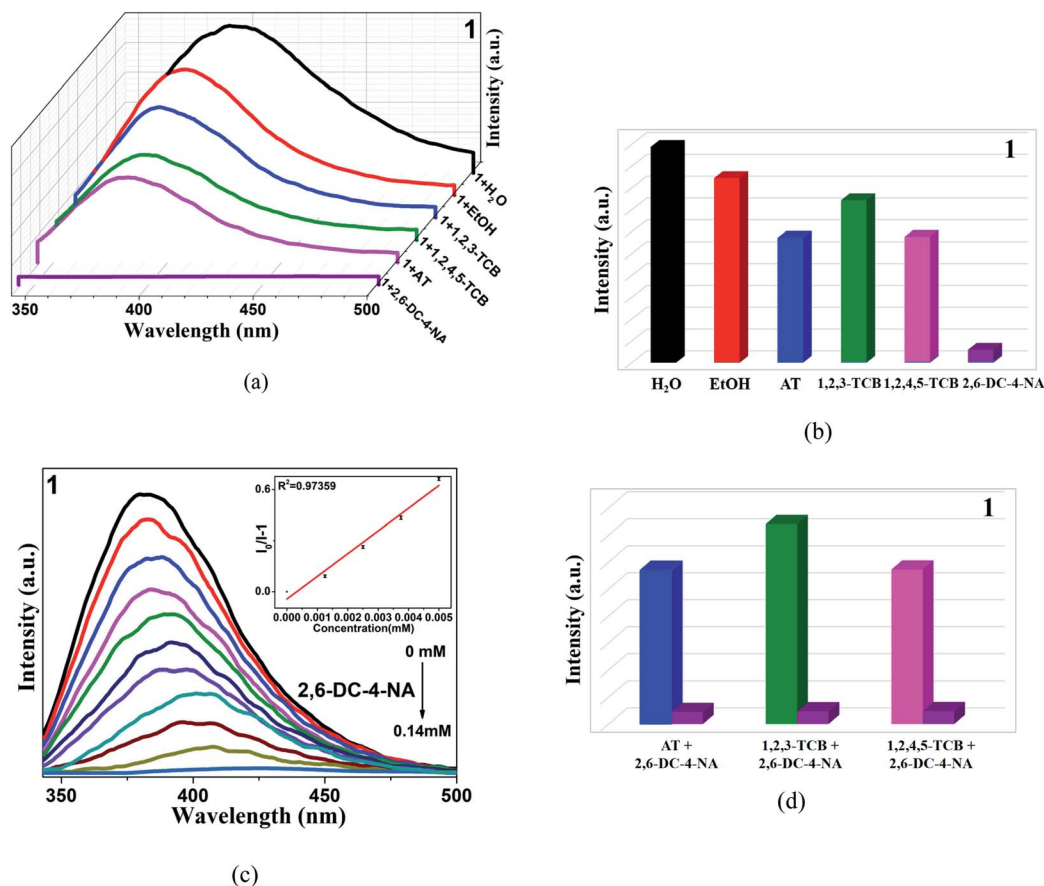 1
Intensity (a.u.)
1+H₂O
1+EtOH
1+1,2,3-TCB
1+1,2,4,5-TCB
1+AT
1+2,6-DC-4-NA
350 400 450 500
Wavelength (nm)
(a)
1
Intensity (a.u.)
H₂O EtOH AT 1,2,3-TCB 1,2,4,5-TCB 2,6-DC-4-NA
(b)
1
Intensity (a.u.)
R²=0.97359
0.6
0.0
I₀/I-1
0.000 0.001 0.002 0.003 0.004 0.005
Concentration(mM)
0 mM
2,6-DC-4-NA
0.14mM
350 400 450 500
Wavelength (nm)
(c)
1
Intensity (a.u.)
AT + 1,2,3-TCB + 1,2,4,5-TCB +
2,6-DC-4-NA 2,6-DC-4-NA 2,6-DC-4-NA
(d)